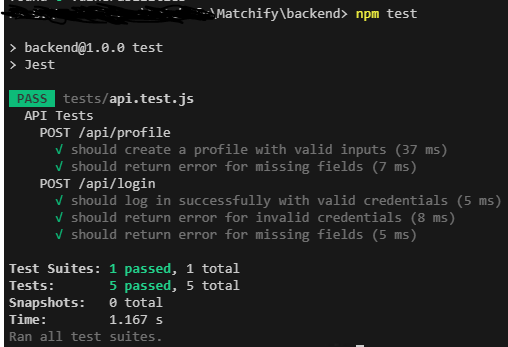 \Matchify\backend> npm test
> backend@1.0.0 test
> Jest
PASS tests/api.test.js
API Tests
POST /api/profile
√ should create a profile with valid inputs (37 ms)
√ should return error for missing fields (7 ms)
POST /api/login
√ should log in successfully with valid credentials (5 ms)
√ should return error for invalid credentials (8 ms)
√ should return error for missing fields (5 ms)
Test Suites: 1 passed, 1 total
Tests: 5 passed, 5 total
Snapshots: 0 total
Time: 1.167 s
Ran all test suites.